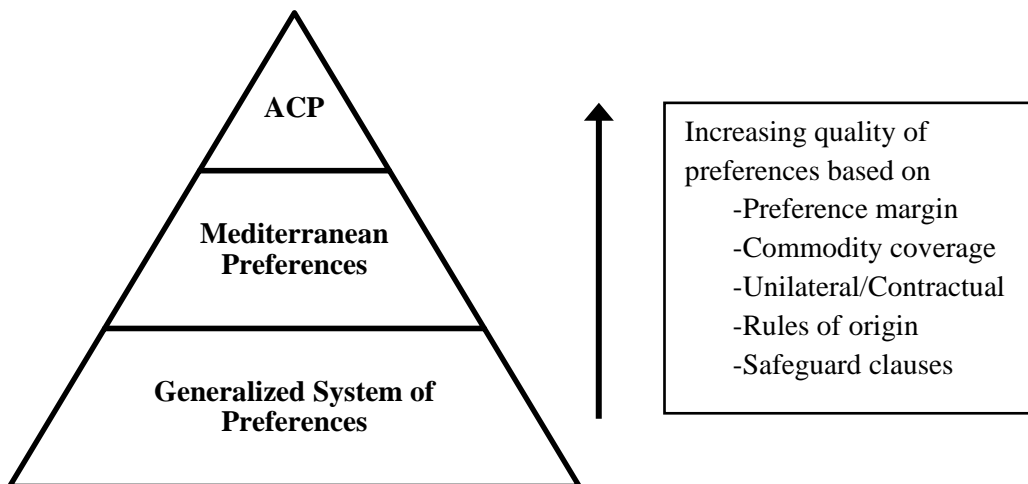 ACP
Mediterranean
Preferences
Generalized System of
Preferences
Increasing quality of
preferences based on
-Preference margin
-Commodity coverage
-Unilateral/Contractual
-Rules of origin
-Safeguard clauses